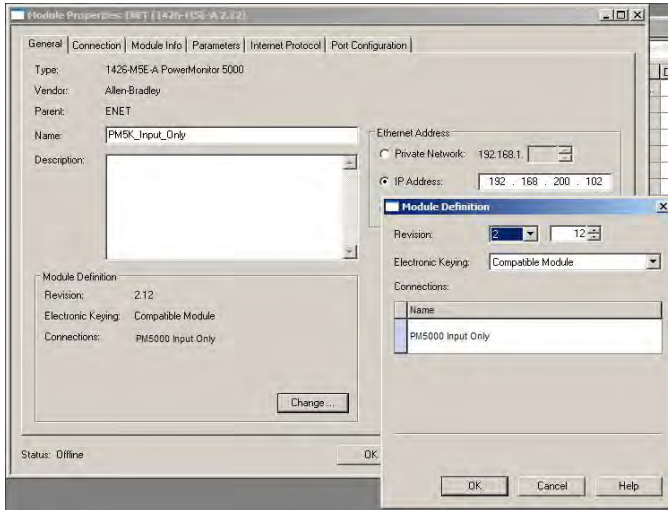 Module Properties: ENET (1426-M5E-A 2.12)
General Connection Module Info Parameters Internet Protocol Port Configuration
Type: 1426-M5E-A PowerMonitor 5000
Vendor: Allen-Bradley
Parent: ENET
Name: PM5K_Input_Only
Description:
Ethernet Address
Private Network: 192.168.1.
IP Address: 192 . 168 . 200 . 102
Module Definition
Revision: 2.12
Electronic Keying: Compatible Module
Connections: PM5000 Input Only
Change ...
Status: Offline
OK
Module Definition
Revision: 2 12
Electronic Keying: Compatible Module
Connections:
Name
PM5000 Input Only
OK Cancel Help